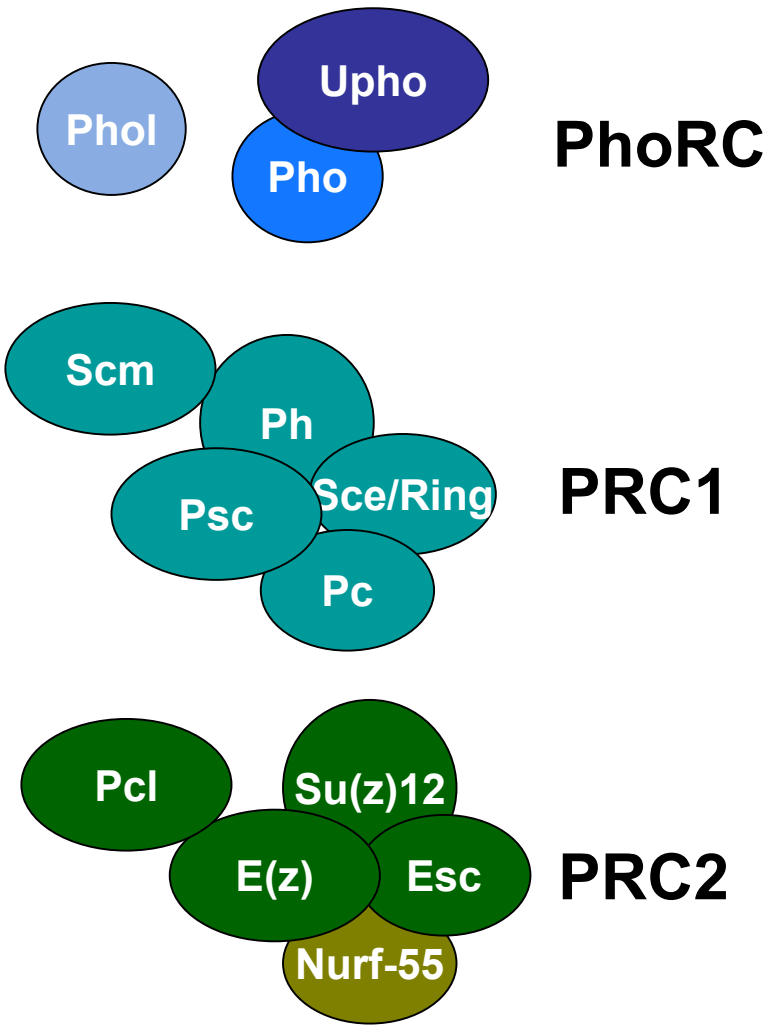 Upho
Phol
Pho
PhoRC
Scm
Ph
Sce/Ring
Psc
Pc
PRC1
Pcl
Su(z)12
E(z)
Esc
Nurf-55
PRC2